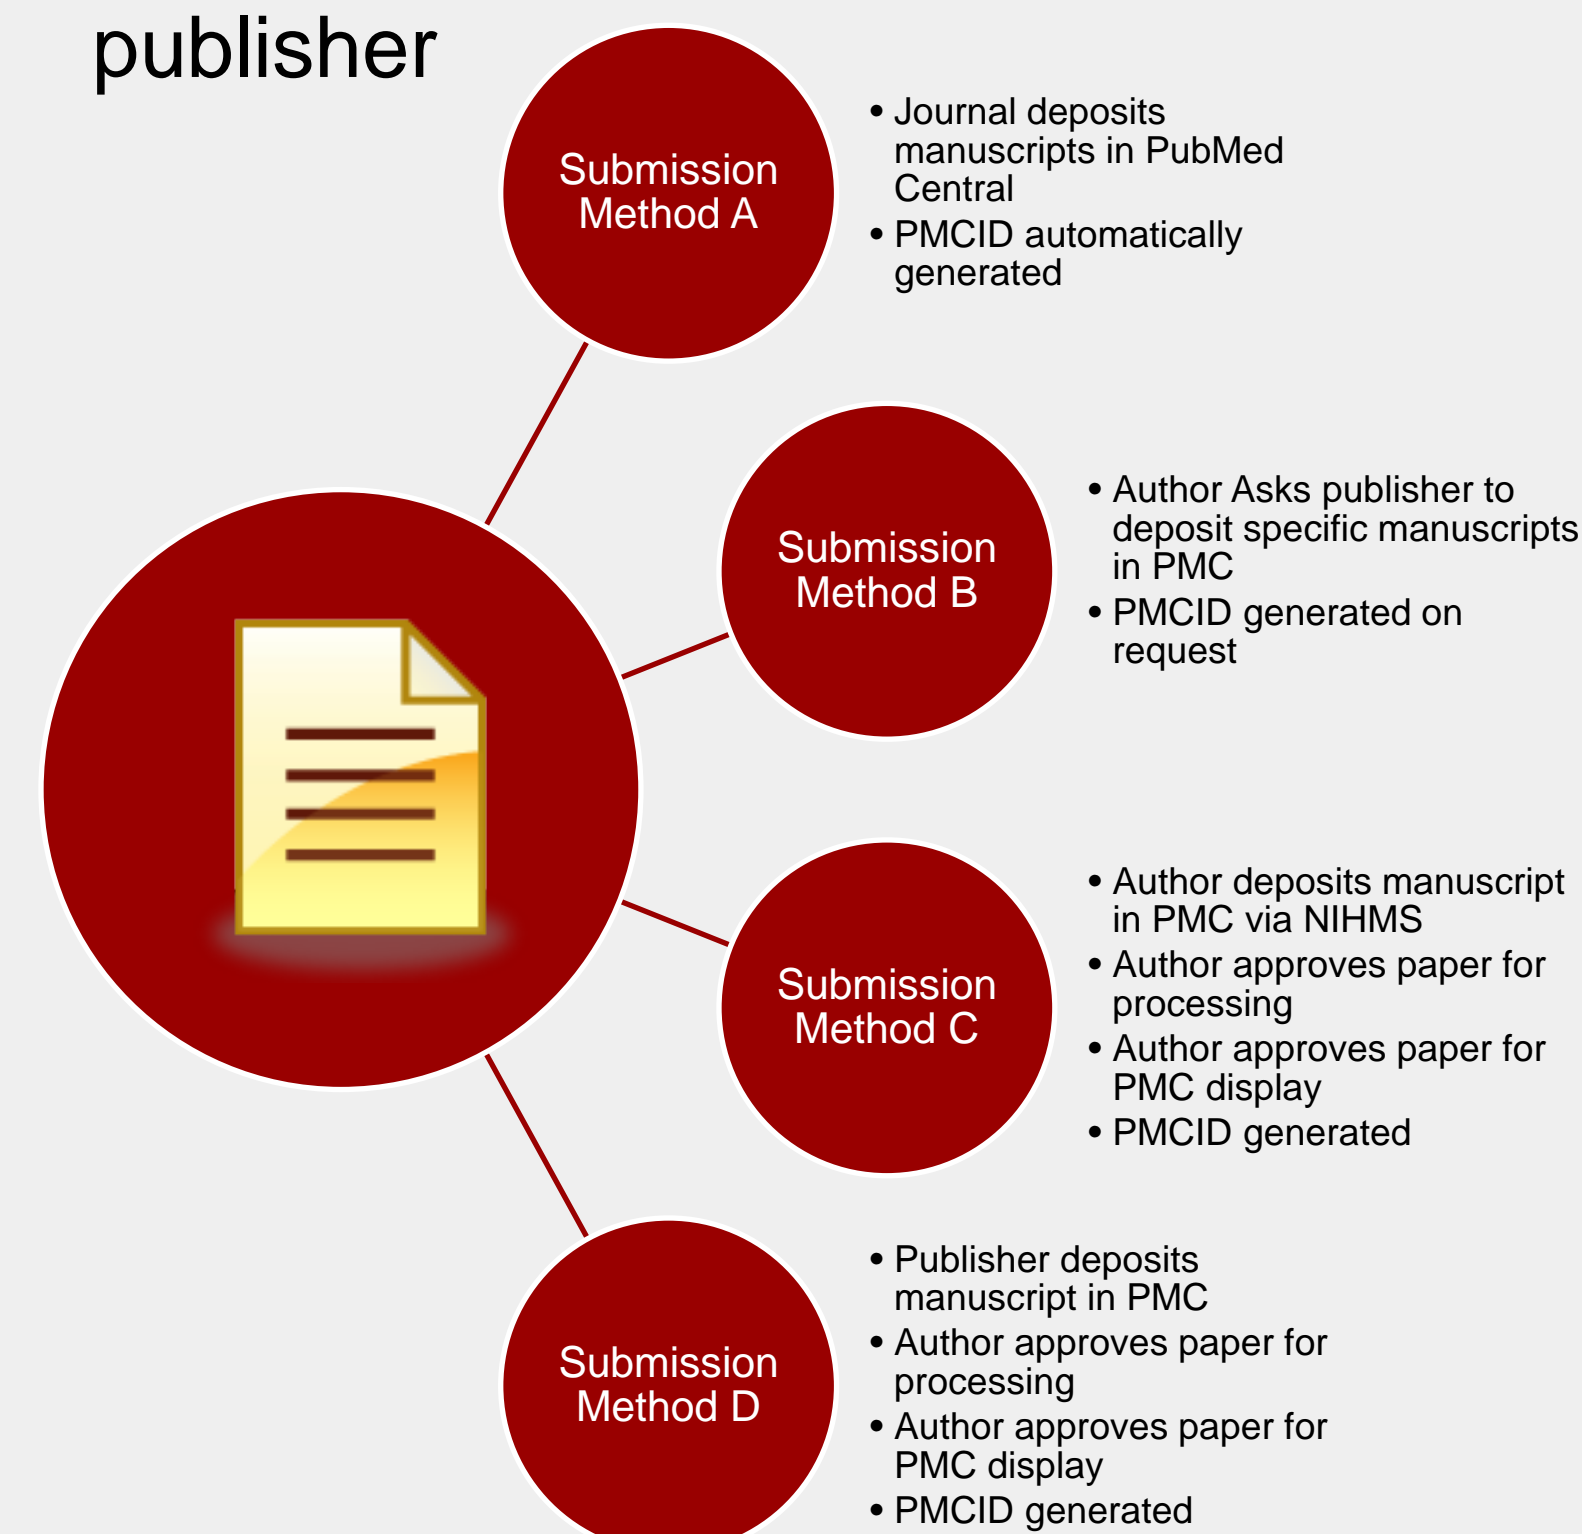 publisher
Submission
Method A
• Journal deposits
manuscripts in PubMed
Central
• PMCID automatically
generated
Submission
Method B
• Author Asks publisher to
deposit specific manuscripts
in PMC
• PMCID generated on
request
Submission
Method C
• Author deposits manuscript
in PMC via NIHMS
• Author approves paper for
processing
• Author approves paper for
PMC display
• PMCID generated
Submission
Method D
• Publisher deposits
manuscript in PMC
• Author approves paper for
processing
• Author approves paper for
PMC display
• PMCID generated